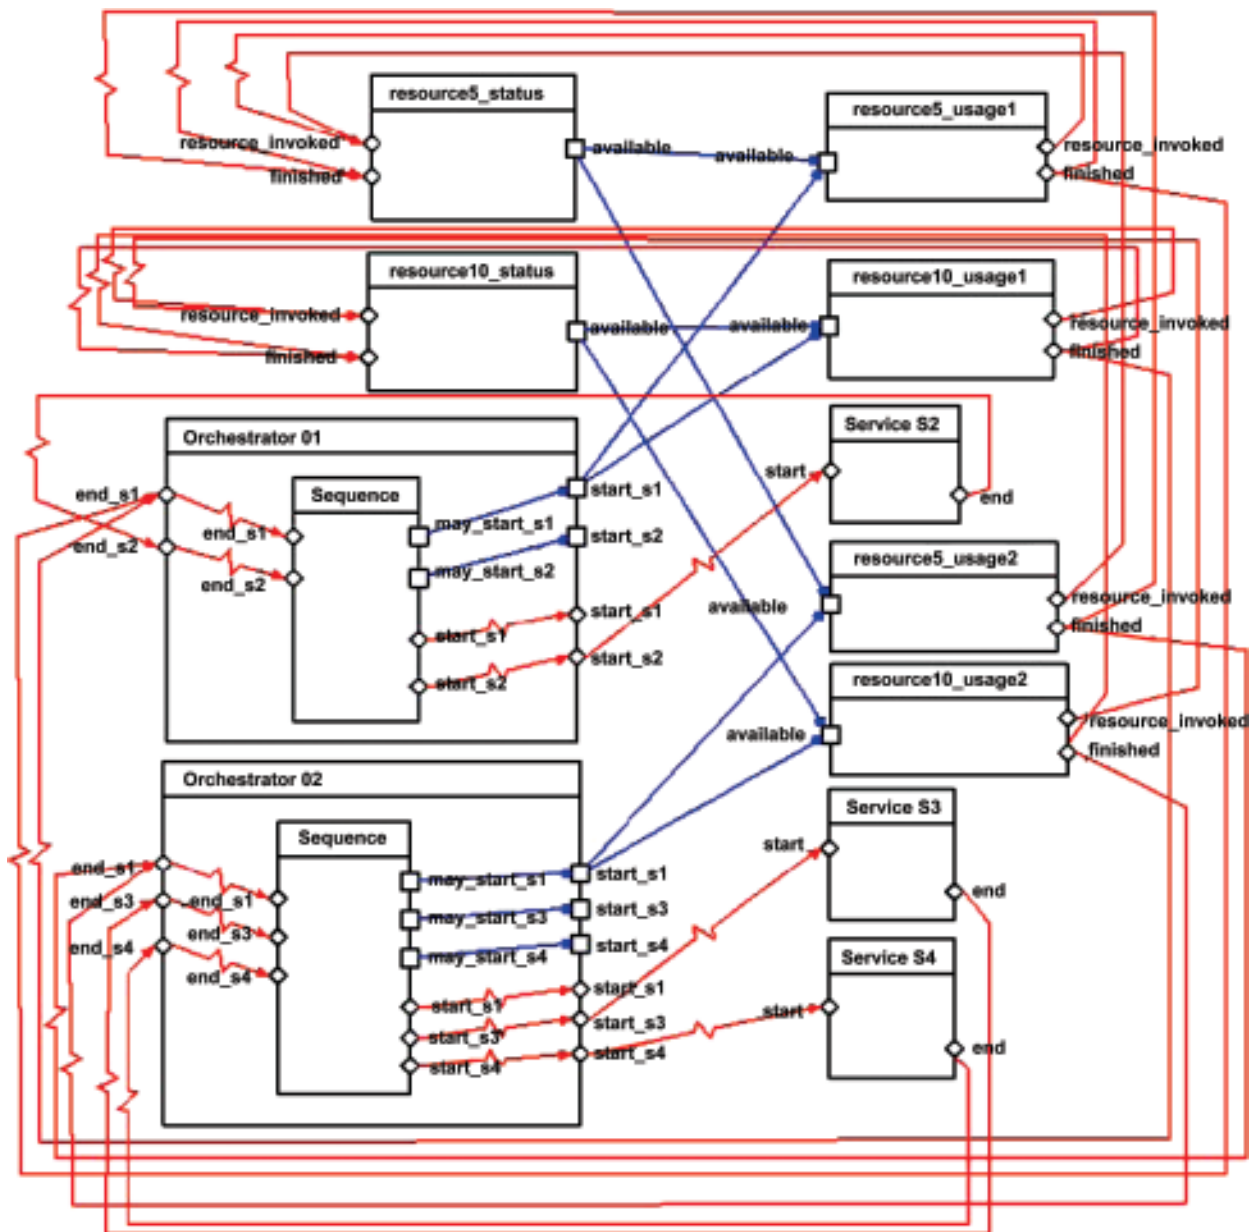 resource5_status
resource5_usage1
resource_invoked
available
available
resource_invoked
finished
finished
resource10_status
resource10_usage1
resource_invoked
available
available
resource_invoked
finished
finished
Orchestrator 01
Service S2
start
end_s1
Sequence
start_s1
end
end_s1
may_start_s1
start_s2
end_s2
end_s2
may_start_s2
resource5_usage2
available
resource_invoked
start_s1
start_s1
finished
start_s2
start_s2
resource10_usage2
available
resource_invoked
finished
Orchestrator 02
Service S3
Sequence
start
end_s1
may_start_s1
start_s1
end
end_s3
end_s1
may_start_s3
start_s3
end_s4
end_s3
may_start_s4
start_s4
Service S4
end_s4
start_s1
start_s1
start
start_s3
start_s3
end
start_s4
start_s4